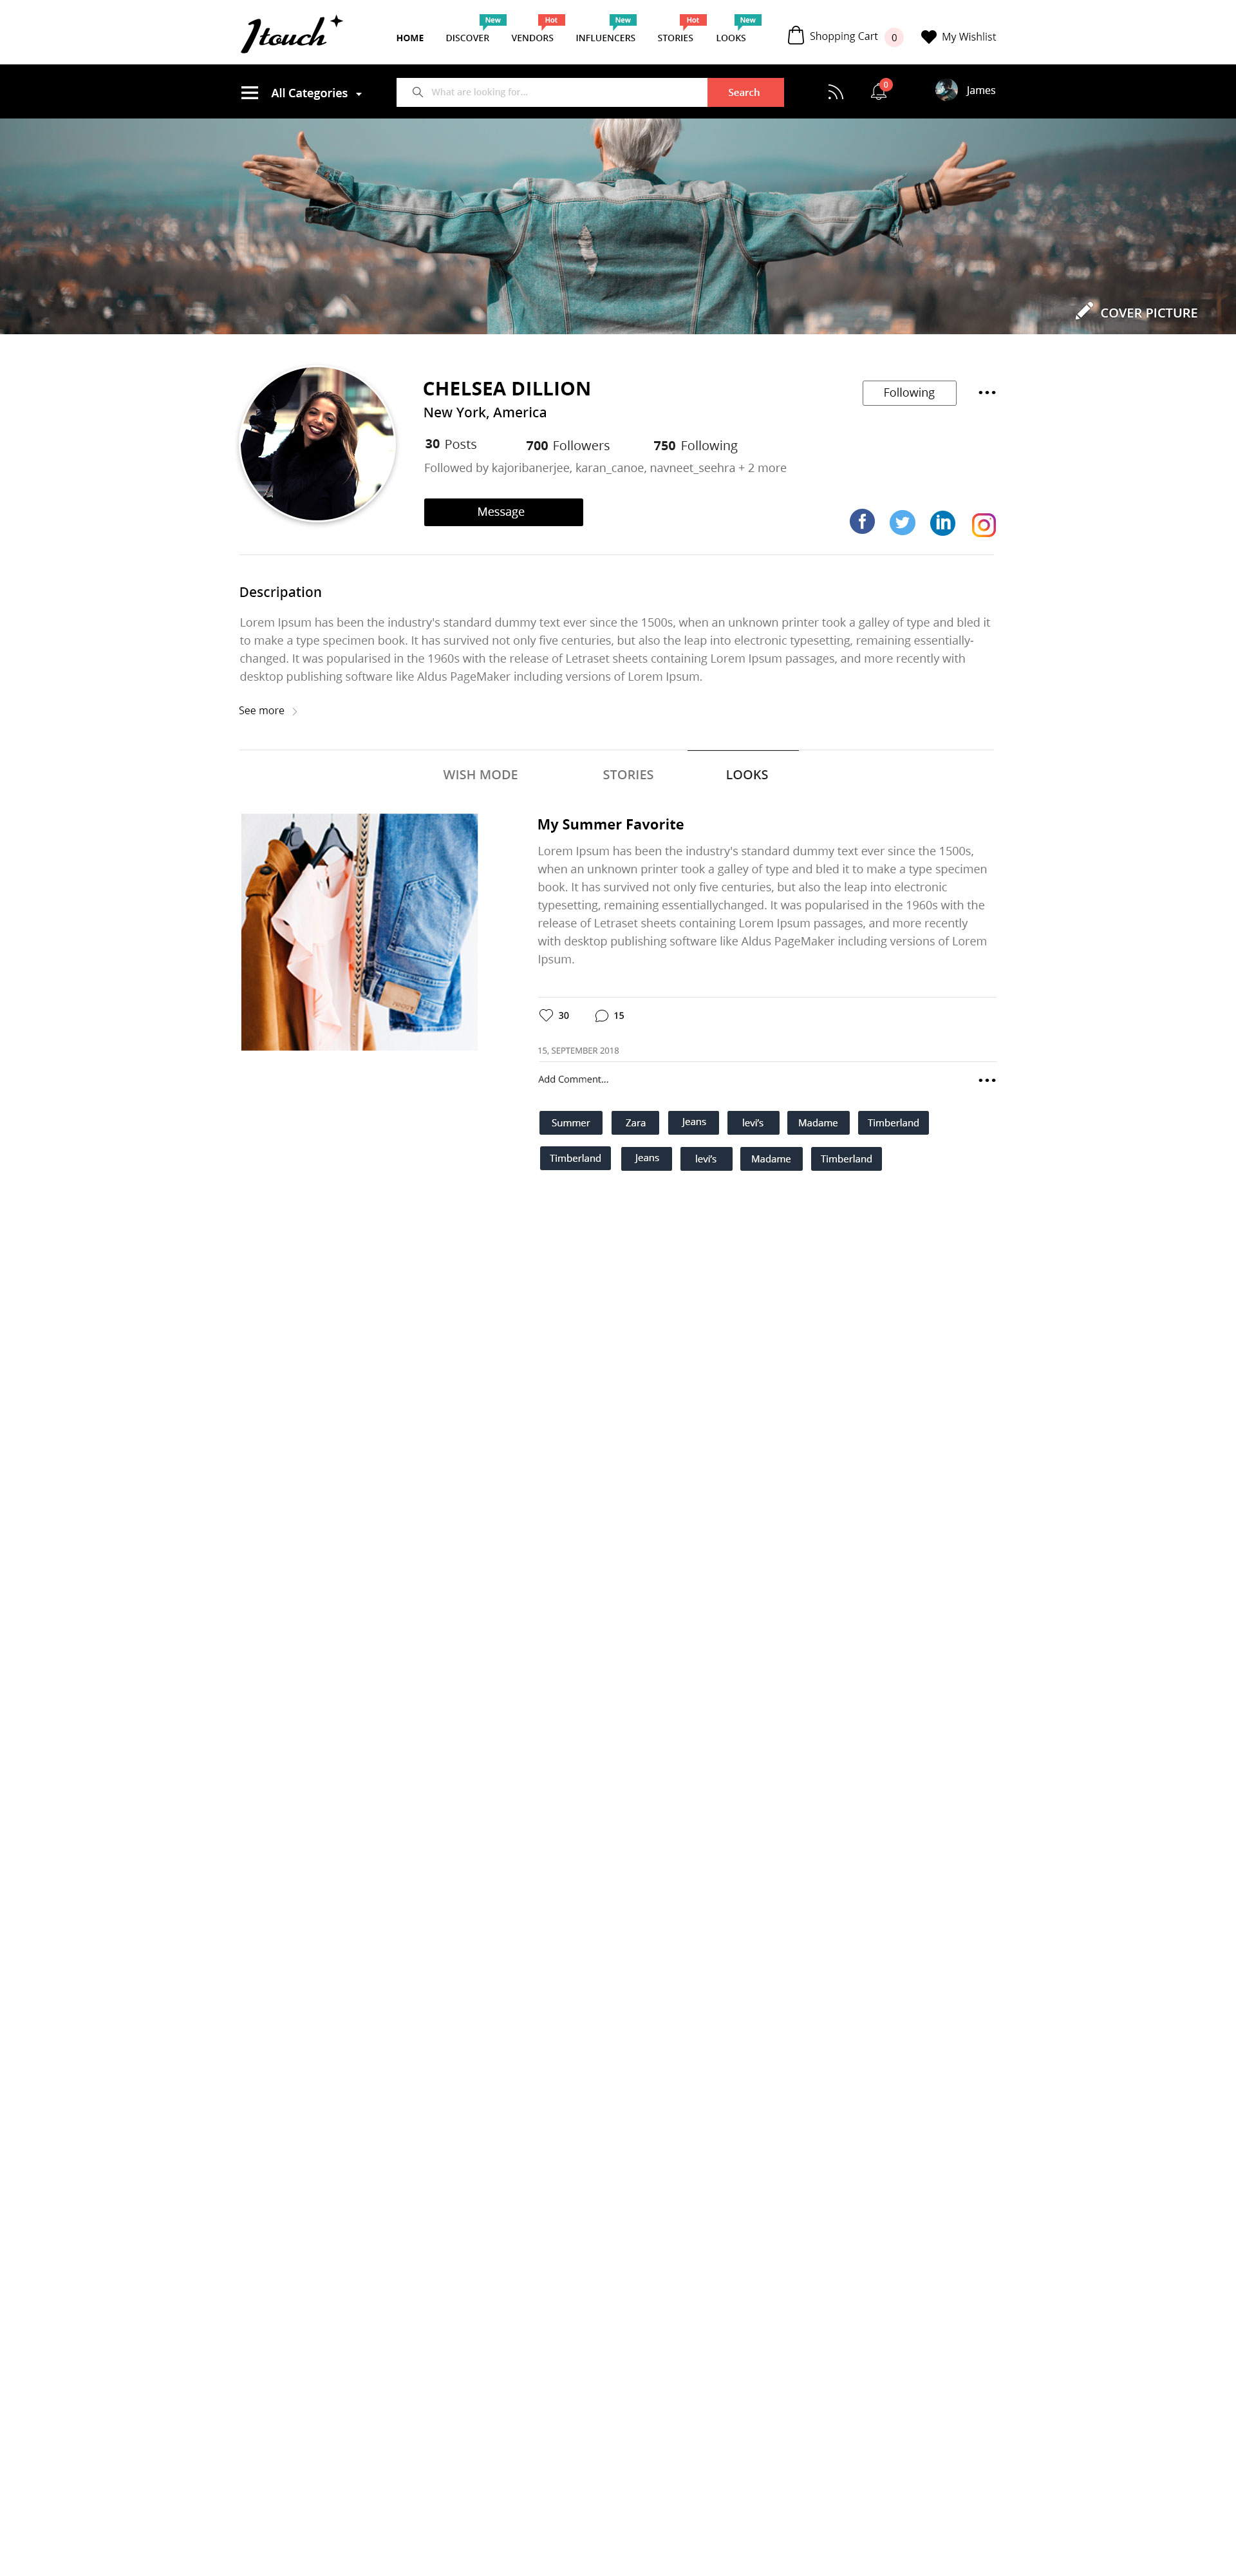 Jtouch
New Hot New Hot New
HOME DISCOVER VENDORS INFLUENCERS STORIES LOOKS Shopping Cart 0 My Wishlist
All Categories What are looking for... Search 0 James
COVER PICTURE
CHELSEA DILLION
Following
New York, America
30 Posts 700 Followers 750 Following
Followed by kajoribanerjee, karan_canoe, navneet_seehra + 2 more
Message
Descripation
Lorem Ipsum has been the industry's standard dummy text ever since the 1500s, when an unknown printer took a galley of type and bled it
to make a type specimen book. It has survived not only five centuries, but also the leap into electronic typesetting, remaining essentially-
changed. It was popularised in the 1960s with the release of Letraset sheets containing Lorem Ipsum passages, and more recently with
desktop publishing software like Aldus PageMaker including versions of Lorem Ipsum.
See more
WISH MODE STORIES LOOKS
My Summer Favorite
Lorem Ipsum has been the industry's standard dummy text ever since the 1500s,
when an unknown printer took a galley of type and bled it to make a type specimen
book. It has survived not only five centuries, but also the leap into electronic
typesetting, remaining essentiallychanged. It was popularised in the 1960s with the
release of Letraset sheets containing Lorem Ipsum passages, and more recently
with desktop publishing software like Aldus PageMaker including versions of Lorem
Ipsum.
30 15
15, SEPTEMBER 2018
Add Comment...
Summer Zara Jeans levi's Madame Timberland
Timberland Jeans levi's Madame Timberland